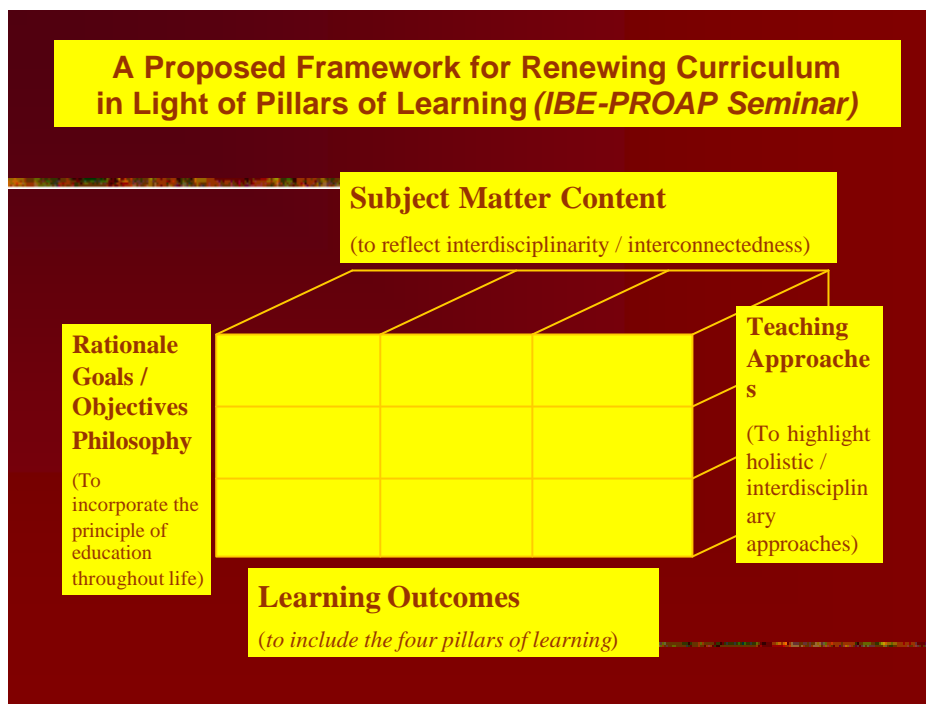 A Proposed Framework for Renewing Curriculum
in Light of Pillars of Learning (IBE-PROAP Seminar)
Subject Matter Content
(to reflect interdisciplinarity / interconnectedness)
Rationale
Goals /
Objectives
Philosophy
(To
incorporate the
principle of
education
throughout life)
Teaching
Approache
s
(To highlight
holistic /
interdisciplin
ary
approaches)
Learning Outcomes
(to include the four pillars of learning)